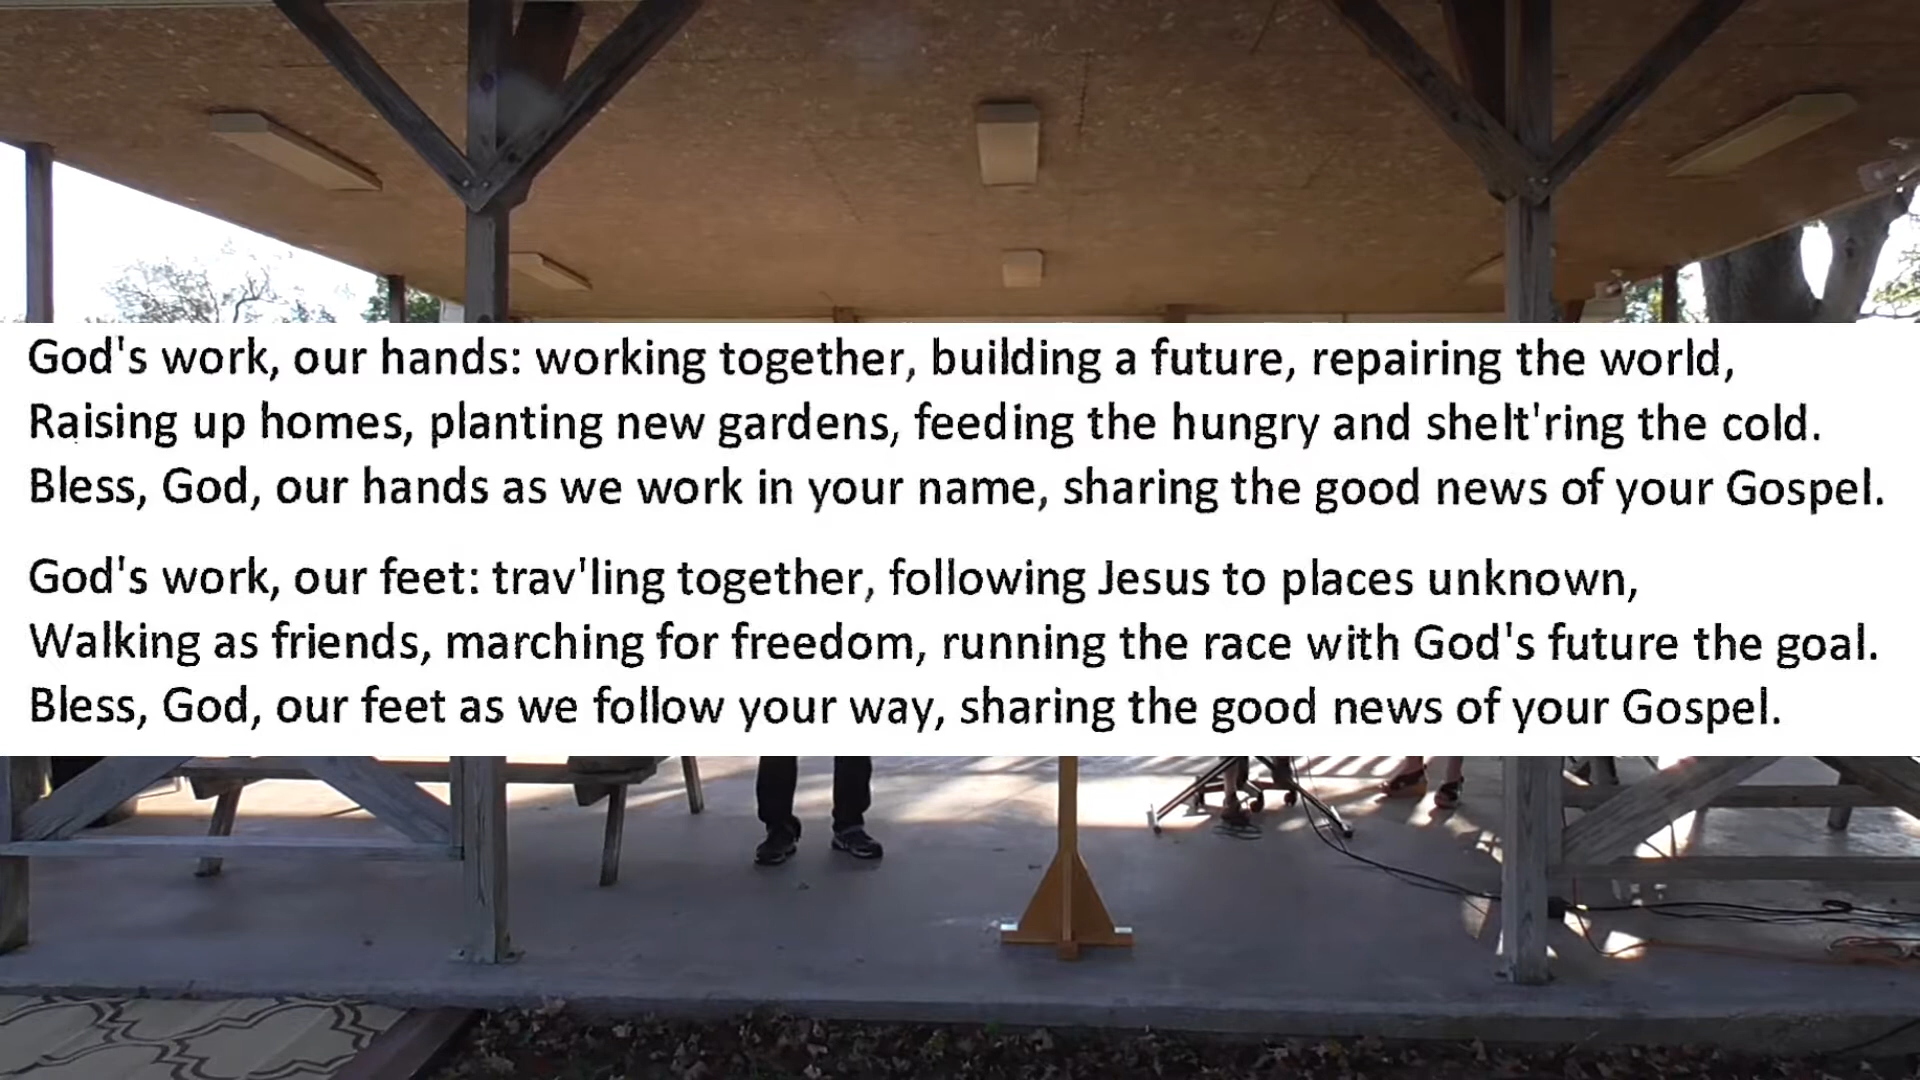 God's work, our hands: working together, building a future, repairing the world,
Raising up homes, planting new gardens, feeding the hungry and shelt'ring the cold.
Bless, God, our hands as we work in your name, sharing the good news of your Gospel.
God's work, our feet: trav'ling together, following Jesus to places unknown,
Walking as friends, marching for freedom, running the race with God's future the goal.
Bless, God, our feet as we follow your way, sharing the good news of your Gospel.